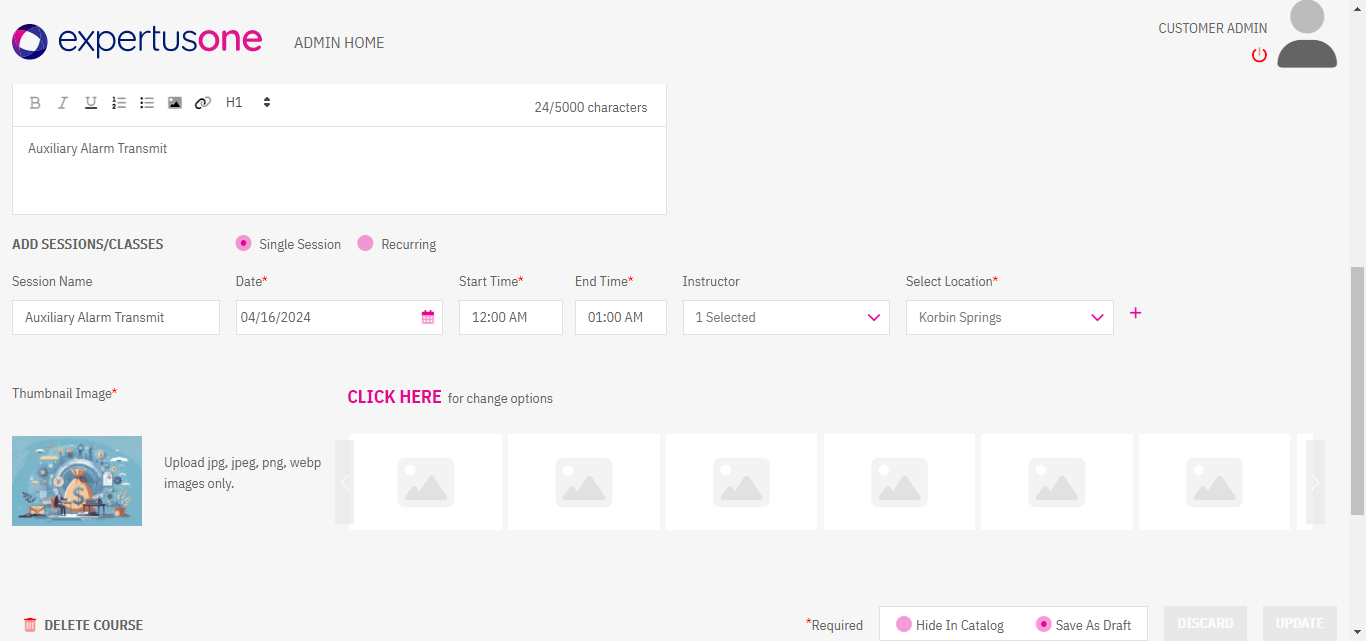 expertusone
ADMIN HOME
CUSTOMER ADMIN
B I U H1
24/5000 characters
Auxiliary Alarm Transmit
ADD SESSIONS/CLASSES
Single Session
Recurring
Session Name
Date*
Start Time*
End Time*
Instructor
Select Location*
Auxiliary Alarm Transmit
04/16/2024
12:00 AM
01:00 AM
1 Selected
Korbin Springs
+
Thumbnail Image*
CLICK HERE for change options
Upload jpg, jpeg, png, webp
images only.
DELETE COURSE
*Required
Hide In Catalog
Save As Draft
DISCARD
UPDATE